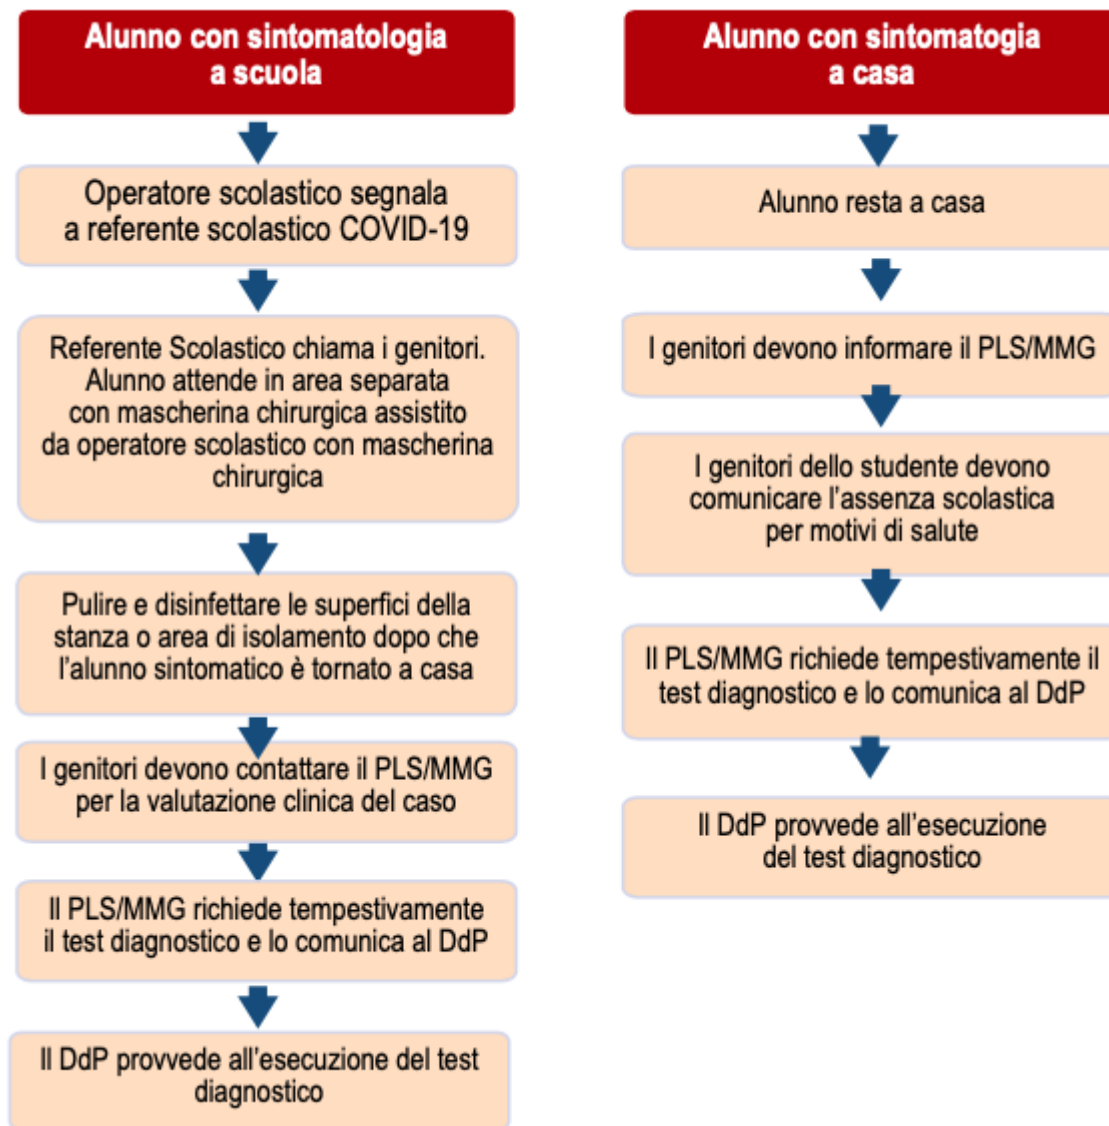 Alunno con sintomatologia
a scuola
Operatore scolastico segnala
a referente scolastico COVID-19
Referente Scolastico chiama i genitori.
Alunno attende in area separata
con mascherina chirurgica assistito
da operatore scolastico con mascherina
chirurgica
Pulire e disinfettare le superfici della
stanza o area di isolamento dopo che
l'alunno sintomatico è tornato a casa
I genitori devono contattare il PLS/MMG
per la valutazione clinica del caso
Il PLS/MMG richiede tempestivamente
il test diagnostico e lo comunica al DdP
Il DdP provvede all'esecuzione del test
diagnostico
Alunno con sintomatogia
a casa
Alunno resta a casa
I genitori devono informare il PLS/MMG
I genitori dello studente devono
comunicare l'assenza scolastica
per motivi di salute
Il PLS/MMG richiede tempestivamente il
test diagnostico e lo comunica al DdP
Il DdP provvede all'esecuzione
del test diagnostico